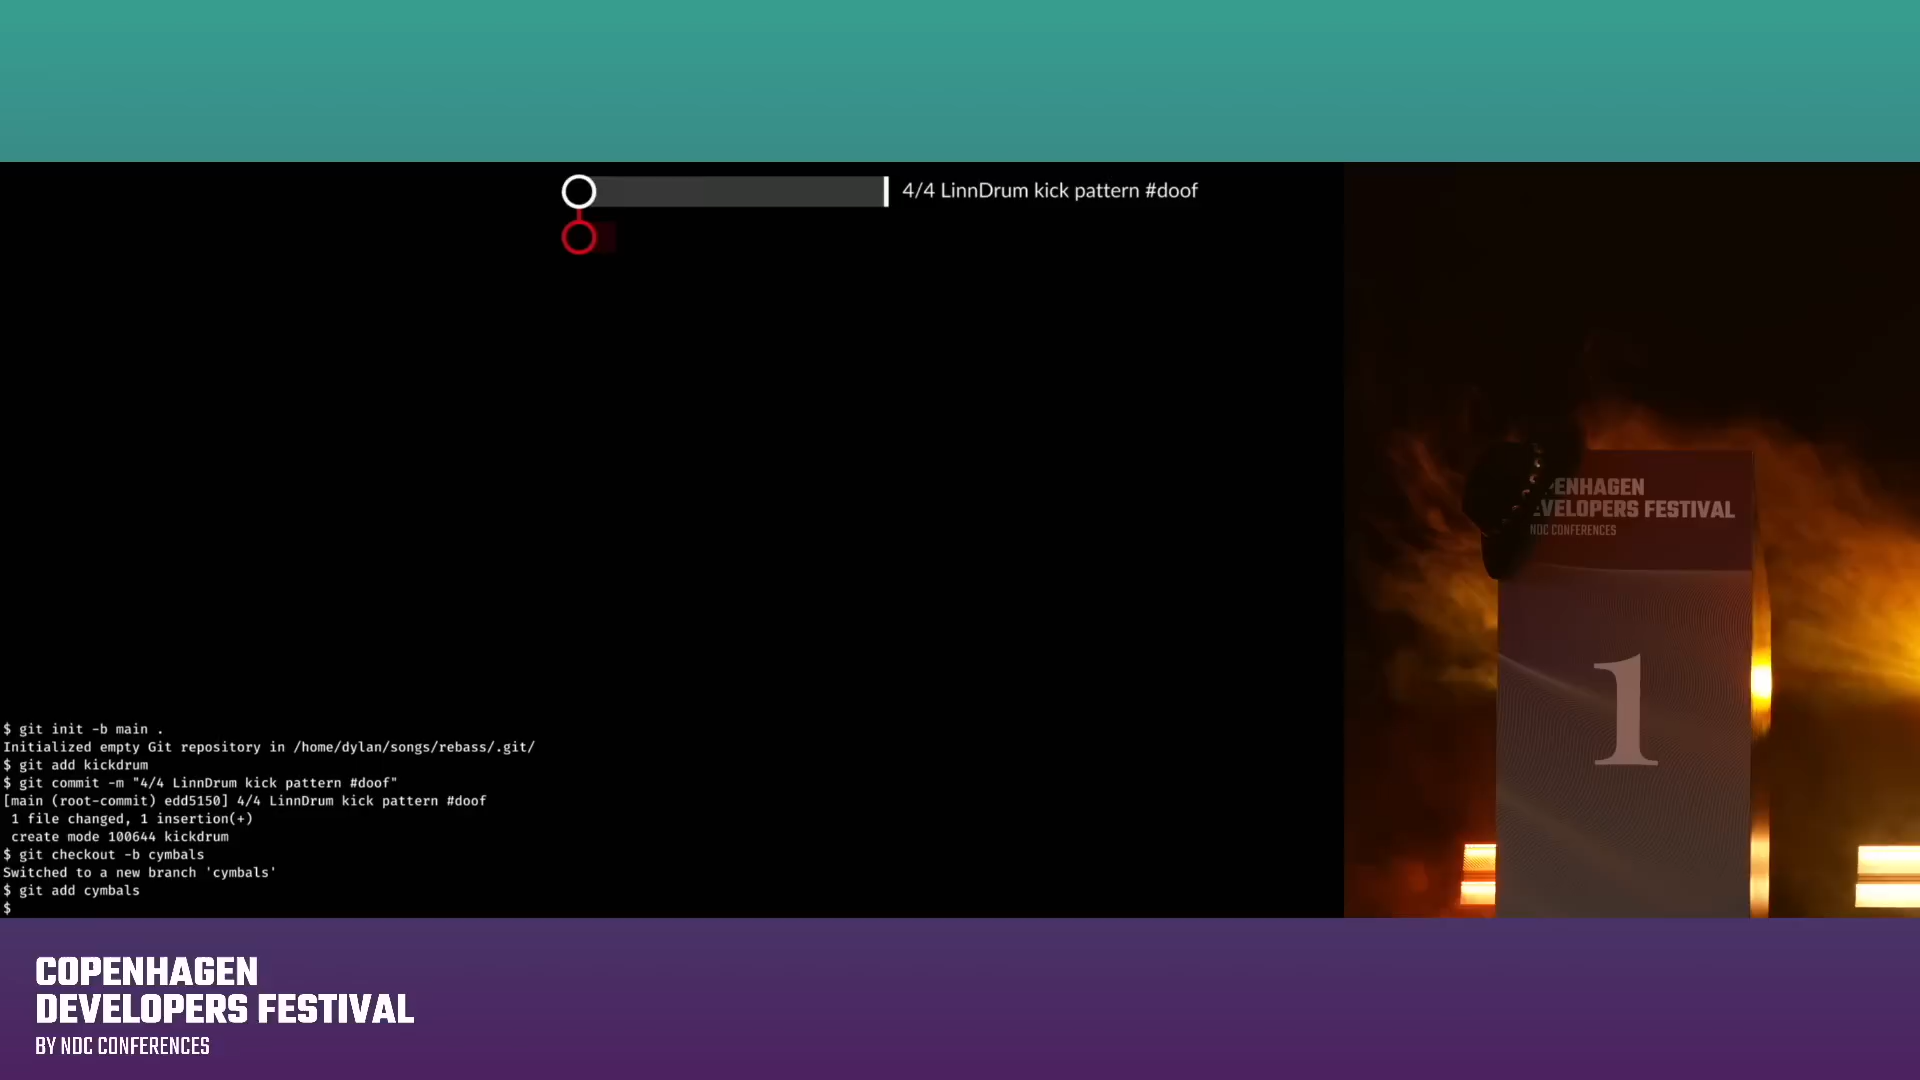 4/4 LinnDrum kick pattern #doof
PENHAGEN
VELOPERS FESTIVAL
NDC CONFERENCES
1
$ git init -b main .
Initialized empty Git repository in /home/dylan/songs/rebass/.git/
$ git add kickdrum
$ git commit -m "4/4 LinnDrum kick pattern #doof"
[main (root-commit) edd5150] 4/4 LinnDrum kick pattern #doof
1 file changed, 1 insertion(+)
create mode 100644 kickdrum
$ git checkout -b cymbals
Switched to a new branch 'cymbals'
$ git add cymbals
$
COPENHAGEN
DEVELOPERS FESTIVAL
BY NDC CONFERENCES